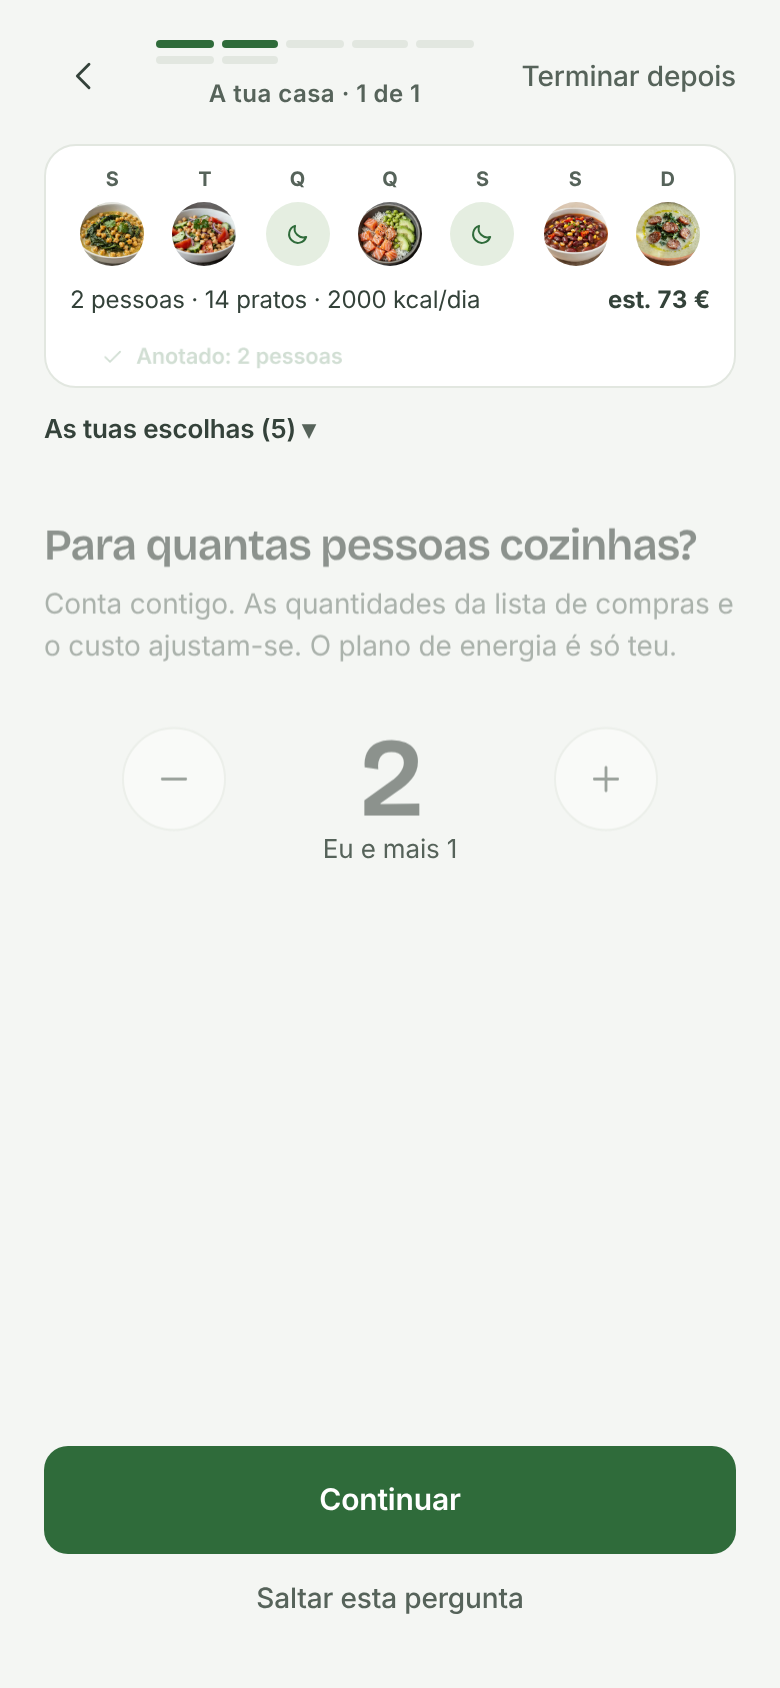 A tua casa · 1 de 1
Terminar depois
S T Q Q S S D
2 pessoas · 14 pratos · 2000 kcal/dia est. 73 €
Anotado: 2 pessoas
As tuas escolhas (5) ▾
Para quantas pessoas cozinhas?
Conta contigo. As quantidades da lista de compras e
o custo ajustam-se. O plano de energia é só teu.
2
Eu e mais 1
Continuar
Saltar esta pergunta